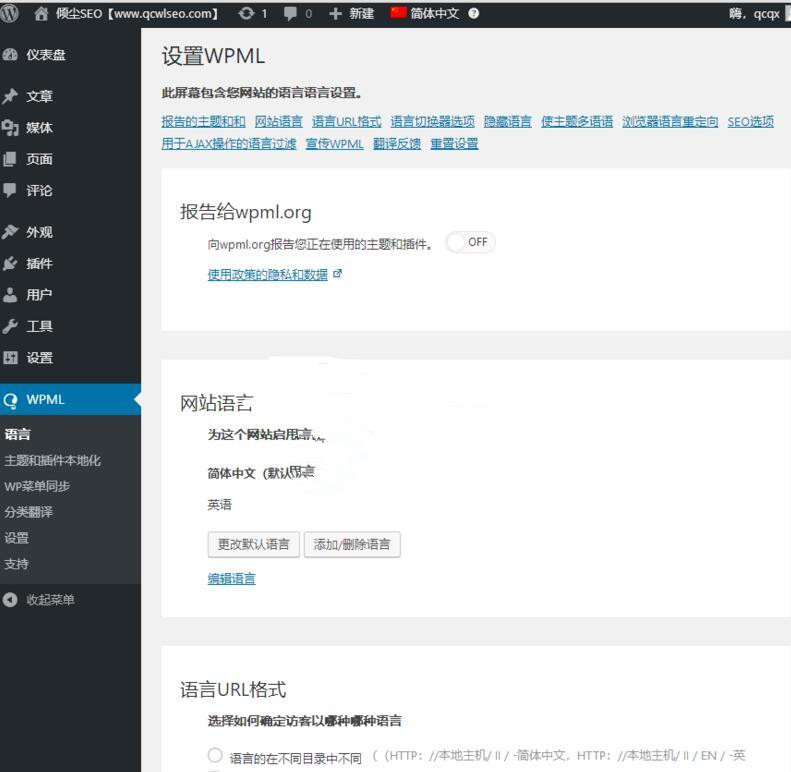 倾尘SEO【www.qcwlseo.com】 1 0 新建 简体中文 嗨，qcqx
仪表盘
文章
媒体
页面
评论
外观
插件
用户
工具
设置
WPML
语言
主题和插件本地化
WP菜单同步
分类翻译
设置
支持
收起菜单
设置WPML
此屏幕包含您网站的语言语言设置。
报告的主题和和 网站语言 语言URL格式 语言切换器选项 隐藏语言 使主题多语语 浏览器语言重定向 SEO选项
用于AJAX操作的语言过滤 宣传WPML 翻译反馈 重置设置
报告给wpml.org
向wpml.org报告您正在使用的主题和插件。 OFF
使用政策的隐私和数据
网站语言
为这个网站启用
简体中文（默认
英语
更改默认语言 添加/删除语言
编辑语言
语言URL格式
选择如何确定访客以哪种哪种语言
语言的在不同目录中不同 （（HTTP：//本地主机/ II / -简体中文，HTTP：//本地主机/ II / EN / -英